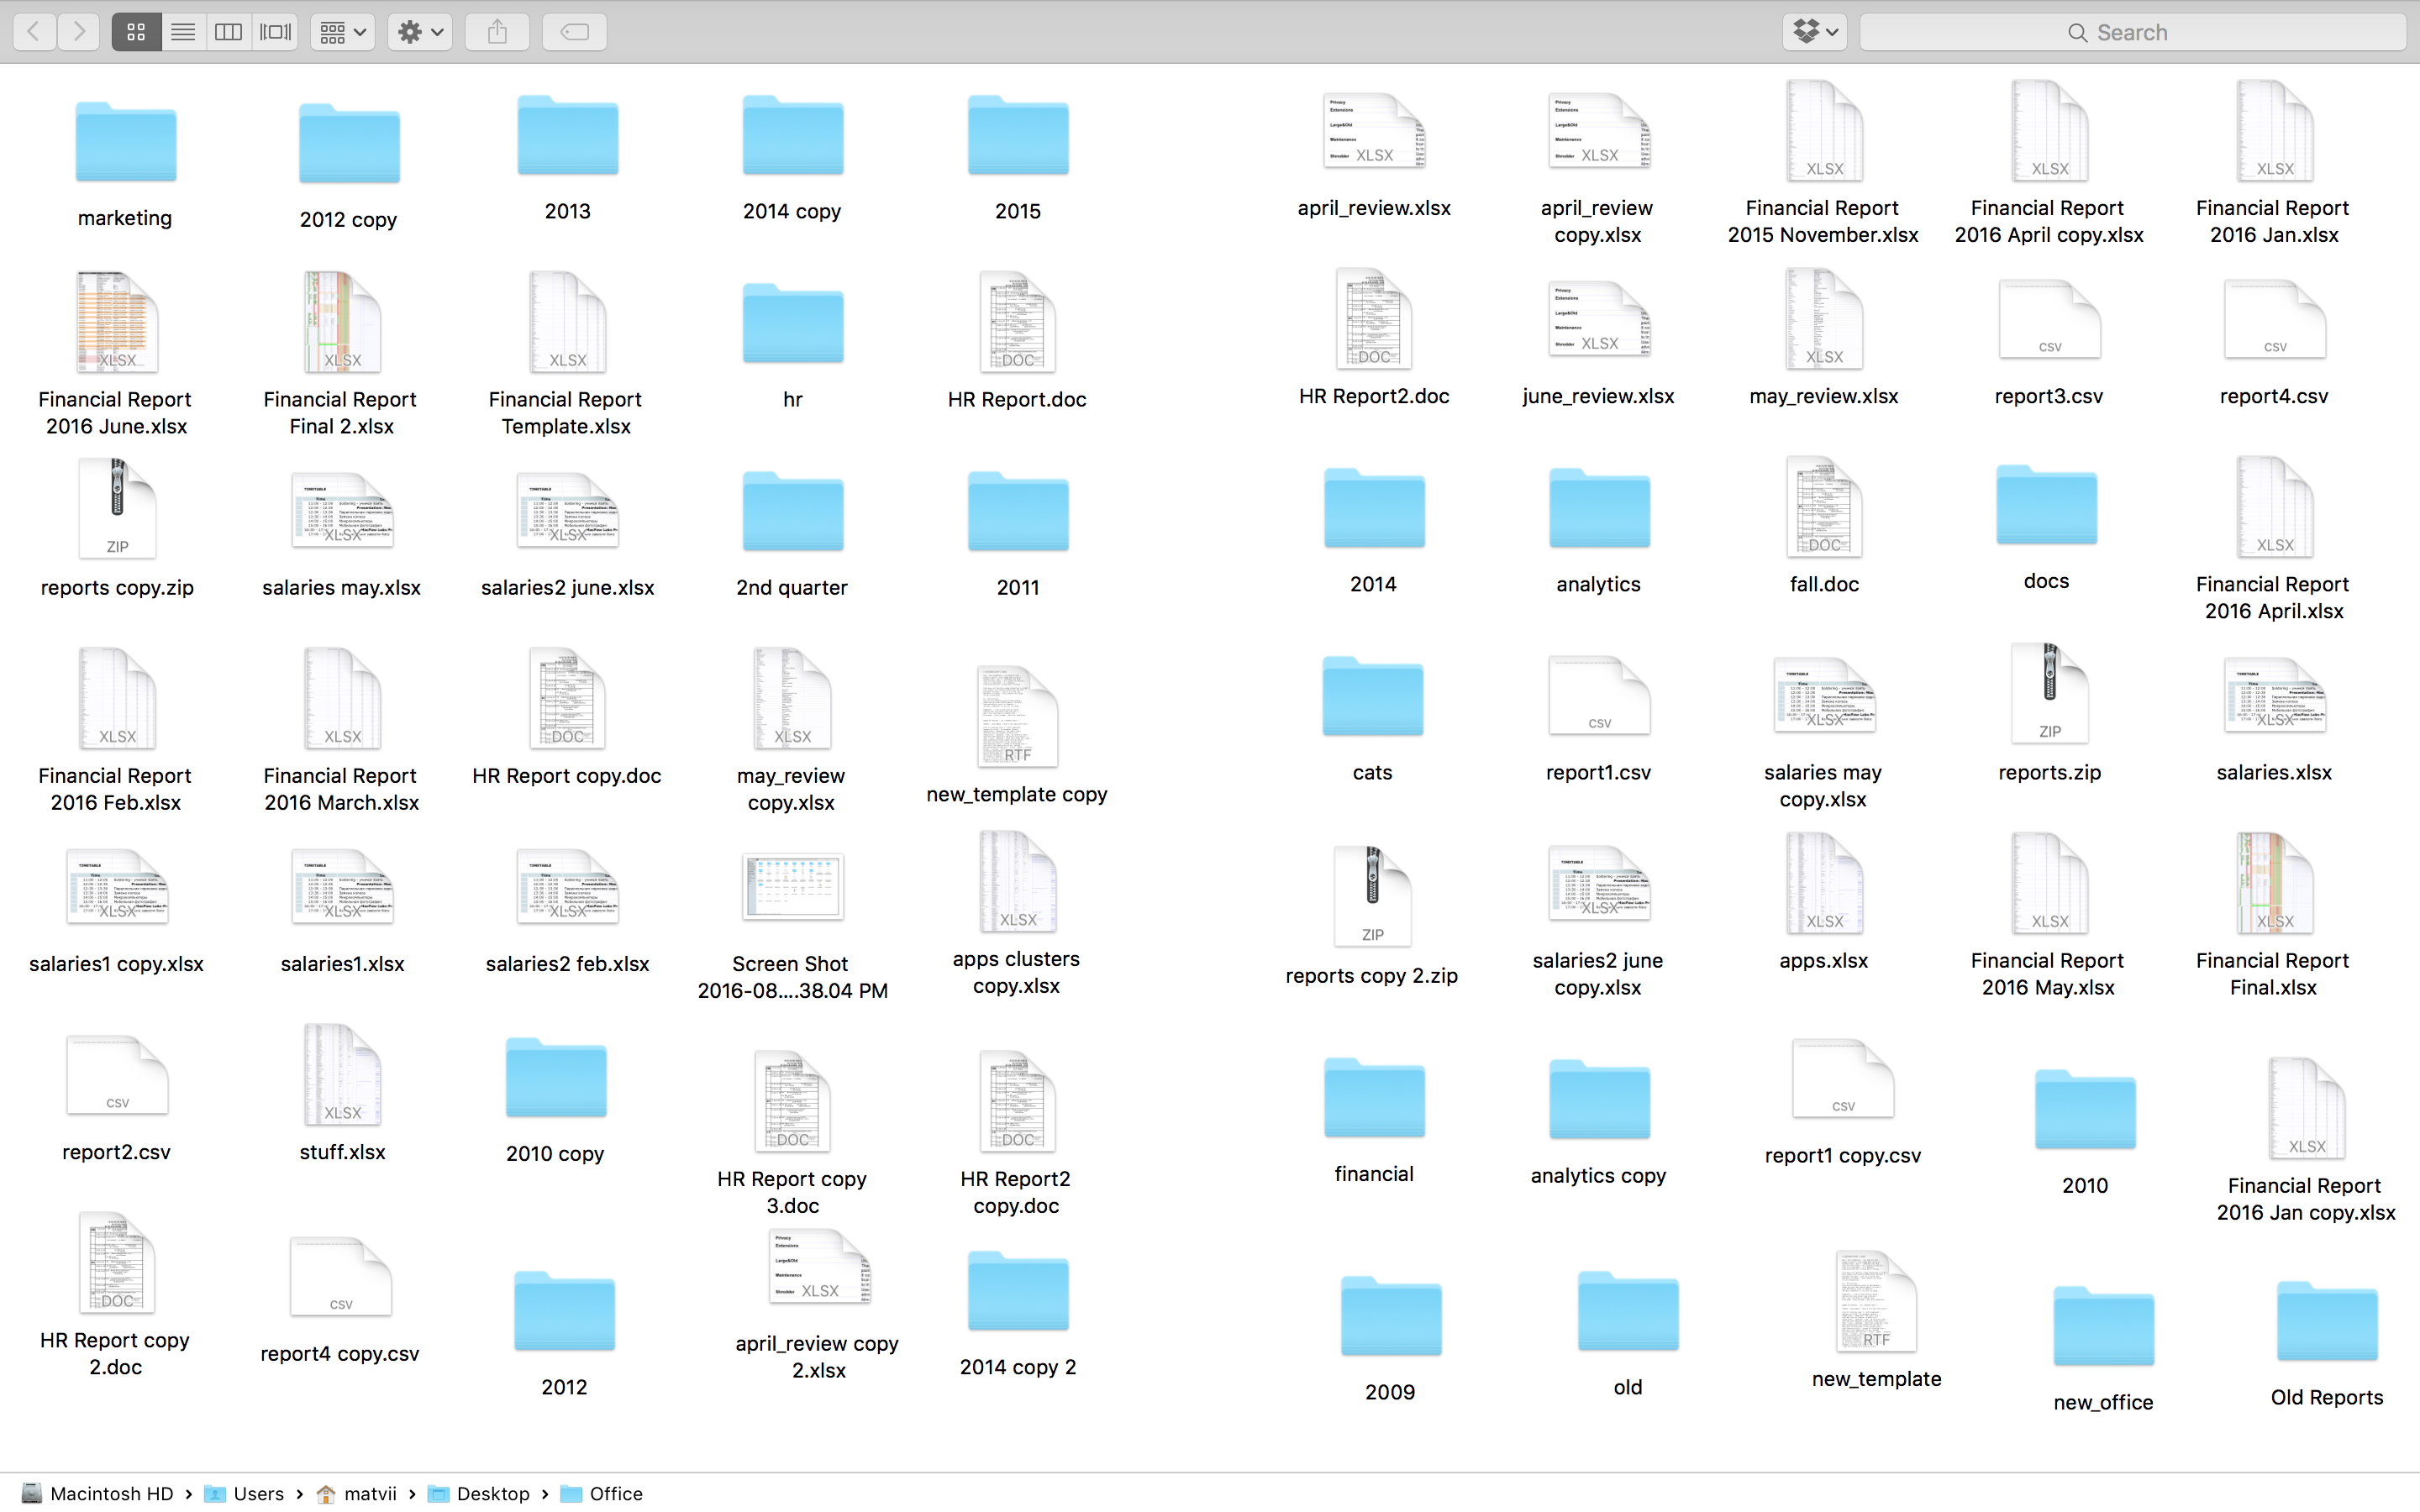 Search
marketing
2012 copy
2013
2014 copy
2015
april_review.xlsx
april_review
copy.xlsx
Financial Report
2015 November.xlsx
Financial Report
2016 April copy.xlsx
Financial Report
2016 Jan.xlsx
Financial Report
2016 June.xlsx
Financial Report
Final 2.xlsx
Financial Report
Template.xlsx
hr
HR Report.doc
HR Report2.doc
june_review.xlsx
may_review.xlsx
report3.csv
report4.csv
reports copy.zip
salaries may.xlsx
salaries2 june.xlsx
2nd quarter
2011
2014
analytics
fall.doc
docs
Financial Report
2016 April.xlsx
Financial Report
2016 Feb.xlsx
Financial Report
2016 March.xlsx
HR Report copy.doc
may_review
copy.xlsx
new_template copy
cats
report1.csv
salaries may
copy.xlsx
reports.zip
salaries.xlsx
salaries1 copy.xlsx
salaries1.xlsx
salaries2 feb.xlsx
Screen Shot
2016-08....38.04 PM
apps clusters
copy.xlsx
reports copy 2.zip
salaries2 june
copy.xlsx
apps.xlsx
Financial Report
2016 May.xlsx
Financial Report
Final.xlsx
report2.csv
stuff.xlsx
2010 copy
HR Report copy
3.doc
HR Report2
copy.doc
financial
analytics copy
report1 copy.csv
2010
Financial Report
2016 Jan copy.xlsx
HR Report copy
2.doc
report4 copy.csv
2012
april_review copy
2.xlsx
2014 copy 2
2009
old
new_template
new_office
Old Reports
Macintosh HD › Users › matvii › Desktop › Office